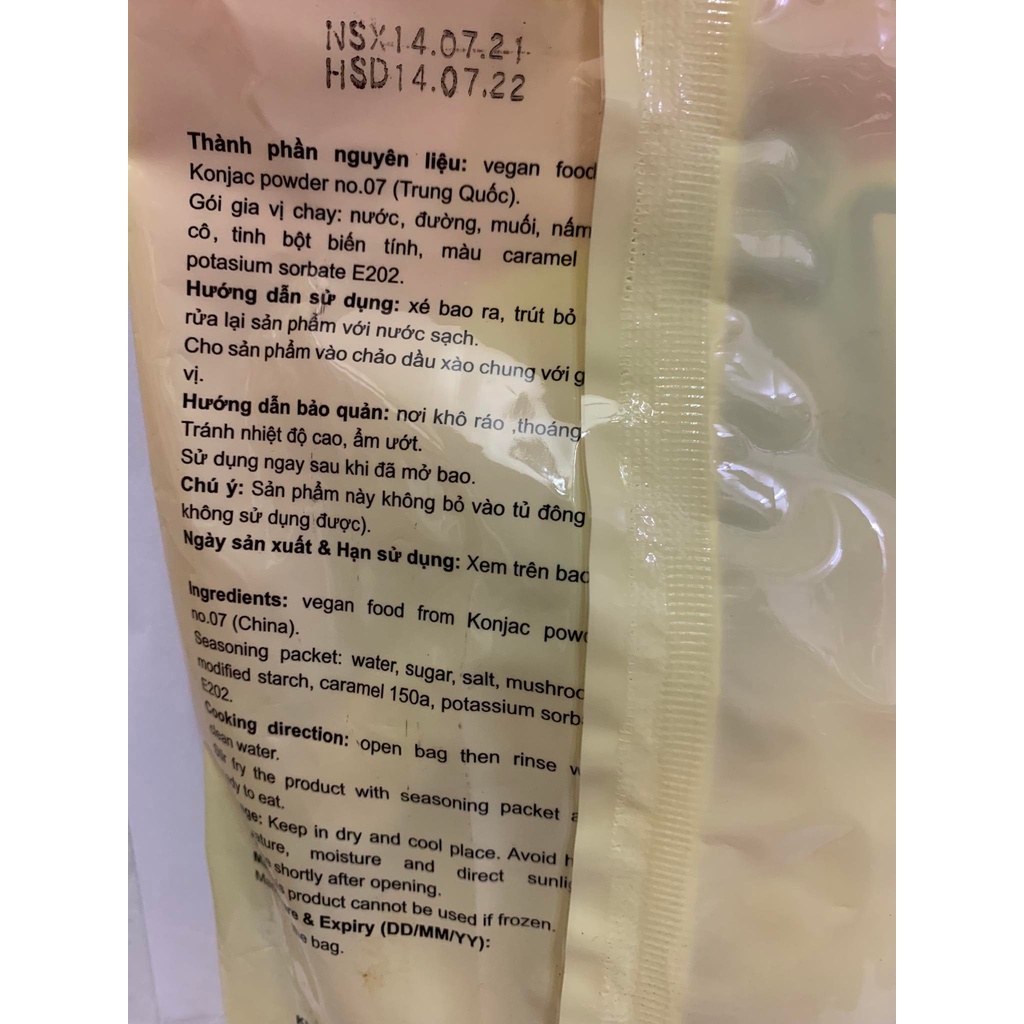 NSX14.07.21
HSD14.07.22
Thành phần nguyên liệu: vegan food
Konjac powder no.07 (Trung Quốc).
Gói gia vị chay: nước, đường, muối, nấm
cô, tinh bột biến tính, màu caramel
potasium sorbate E202.
Hướng dẫn sử dụng: xé bao ra, trút bỏ
rửa lại sản phẩm với nước sạch.
Cho sản phẩm vào chảo dầu xào chung với g
vị.
Hướng dẫn bảo quản: nơi khô ráo ,thoáng
Tránh nhiệt độ cao, ẩm ướt.
Sử dụng ngay sau khi đã mở bao.
Chú ý: Sản phẩm này không bỏ vào tủ đông
không sử dụng được).
Ngày sản xuất & Hạn sử dụng: Xem trên bao
Ingredients: vegan food from Konjac pow
no.07 (China).
Seasoning packet: water, sugar, salt, mushroo
modified starch, caramel 150a, potassium sorb
E202.
Cooking direction: open bag then rinse w
clean water.
Stir fry the product with seasoning packet a
to eat.
Keep in dry and cool place. Avoid h
moisture and direct sunli
shortly after opening.
product cannot be used if frozen.
& Expiry (DD/MM/YY):
bag.